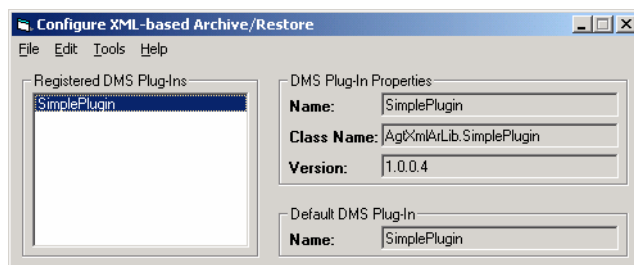 Configure XML-based Archive/Restore
File Edit Tools Help
Registered DMS Plug-Ins
SimplePlugin
DMS Plug-In Properties
Name: SimplePlugin
Class Name: AgtXmlArLib.SimplePlugin
Version: 1.0.0.4
Default DMS Plug-In
Name: SimplePlugin